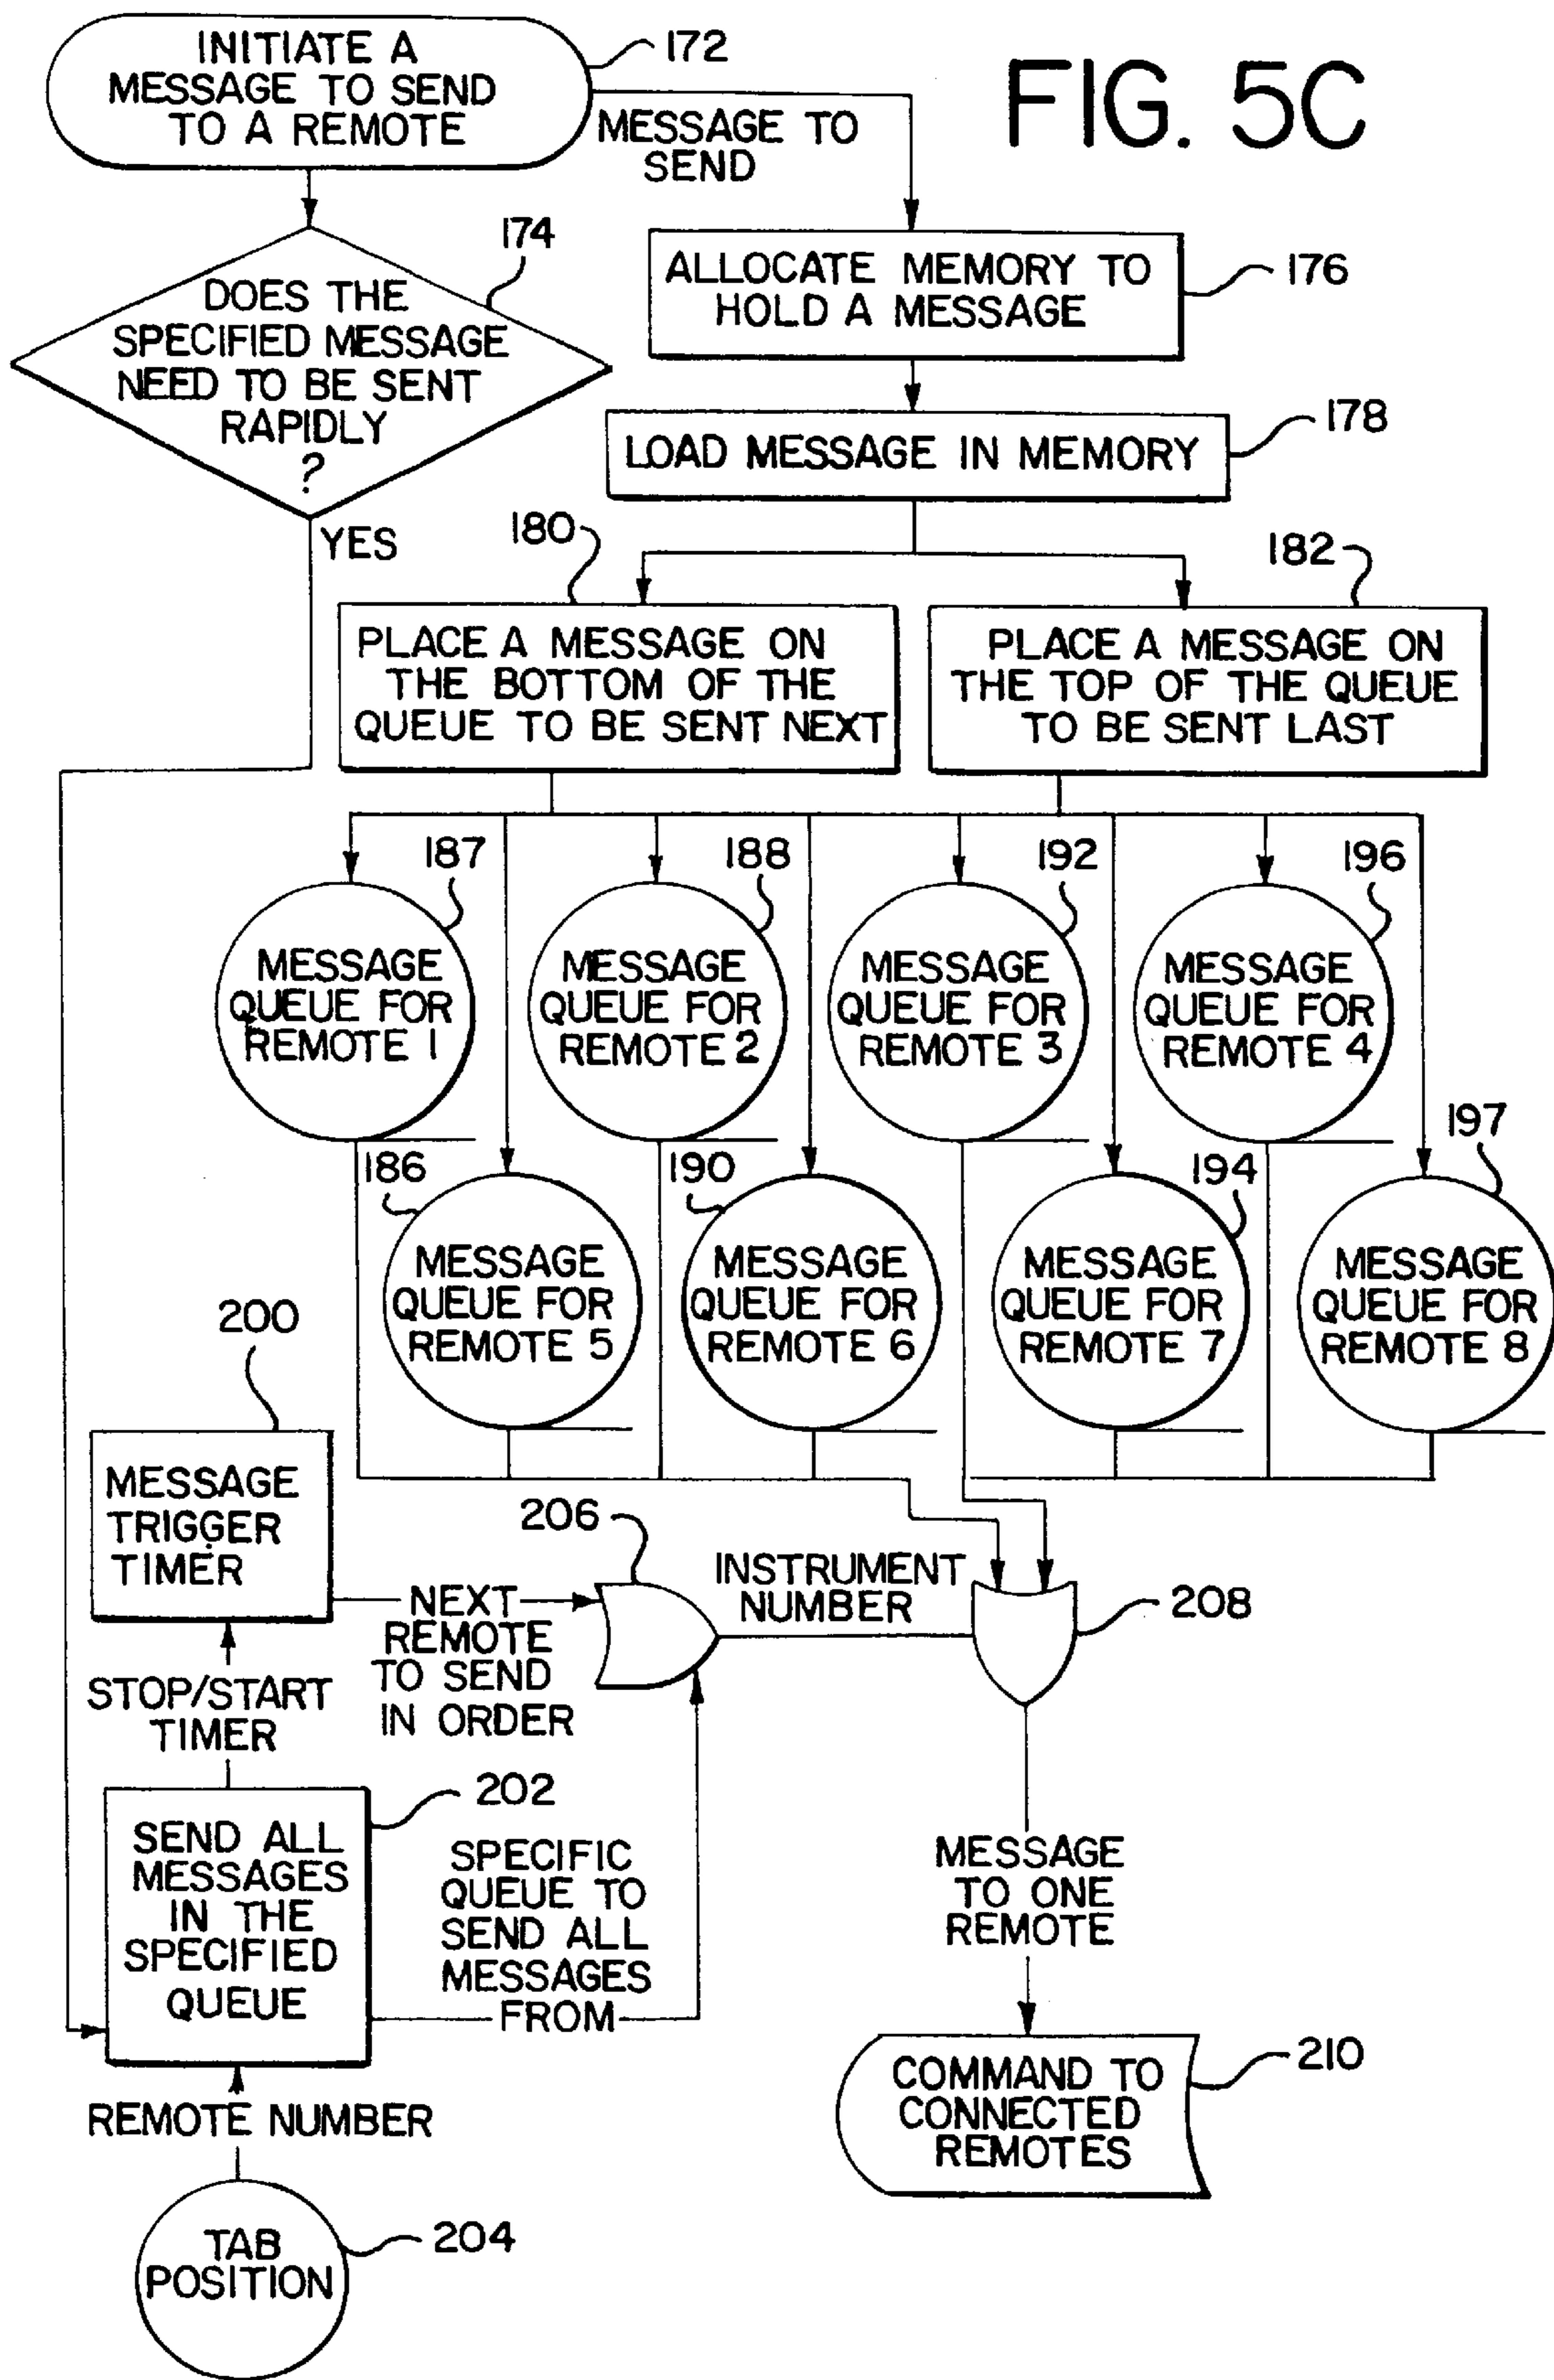 FIG. 5C
INITIATE A
MESSAGE TO SEND
TO A REMOTE
172
MESSAGE TO
SEND
174
DOES THE
SPECIFIED MESSAGE
NEED TO BE SENT
RAPIDLY
?
YES
ALLOCATE MEMORY TO
HOLD A MESSAGE
176
LOAD MESSAGE IN MEMORY
178
180
PLACE A MESSAGE ON
THE BOTTOM OF THE
QUEUE TO BE SENT NEXT
182
PLACE A MESSAGE ON
THE TOP OF THE QUEUE
TO BE SENT LAST
187
MESSAGE
QUEUE FOR
REMOTE 1
188
MESSAGE
QUEUE FOR
REMOTE 2
192
MESSAGE
QUEUE FOR
REMOTE 3
196
MESSAGE
QUEUE FOR
REMOTE 4
186
MESSAGE
QUEUE FOR
REMOTE 5
190
MESSAGE
QUEUE FOR
REMOTE 6
194
MESSAGE
QUEUE FOR
REMOTE 7
197
MESSAGE
QUEUE FOR
REMOTE 8
200
MESSAGE
TRIGGER
TIMER
NEXT
REMOTE
TO SEND
IN ORDER
206
INSTRUMENT
NUMBER
208
STOP/START
TIMER
202
SEND ALL
MESSAGES
IN THE
SPECIFIED
QUEUE
SPECIFIC
QUEUE TO
SEND ALL
MESSAGES
FROM
MESSAGE
TO ONE
REMOTE
REMOTE NUMBER
TAB
POSITION
204
COMMAND TO
CONNECTED
REMOTES
210